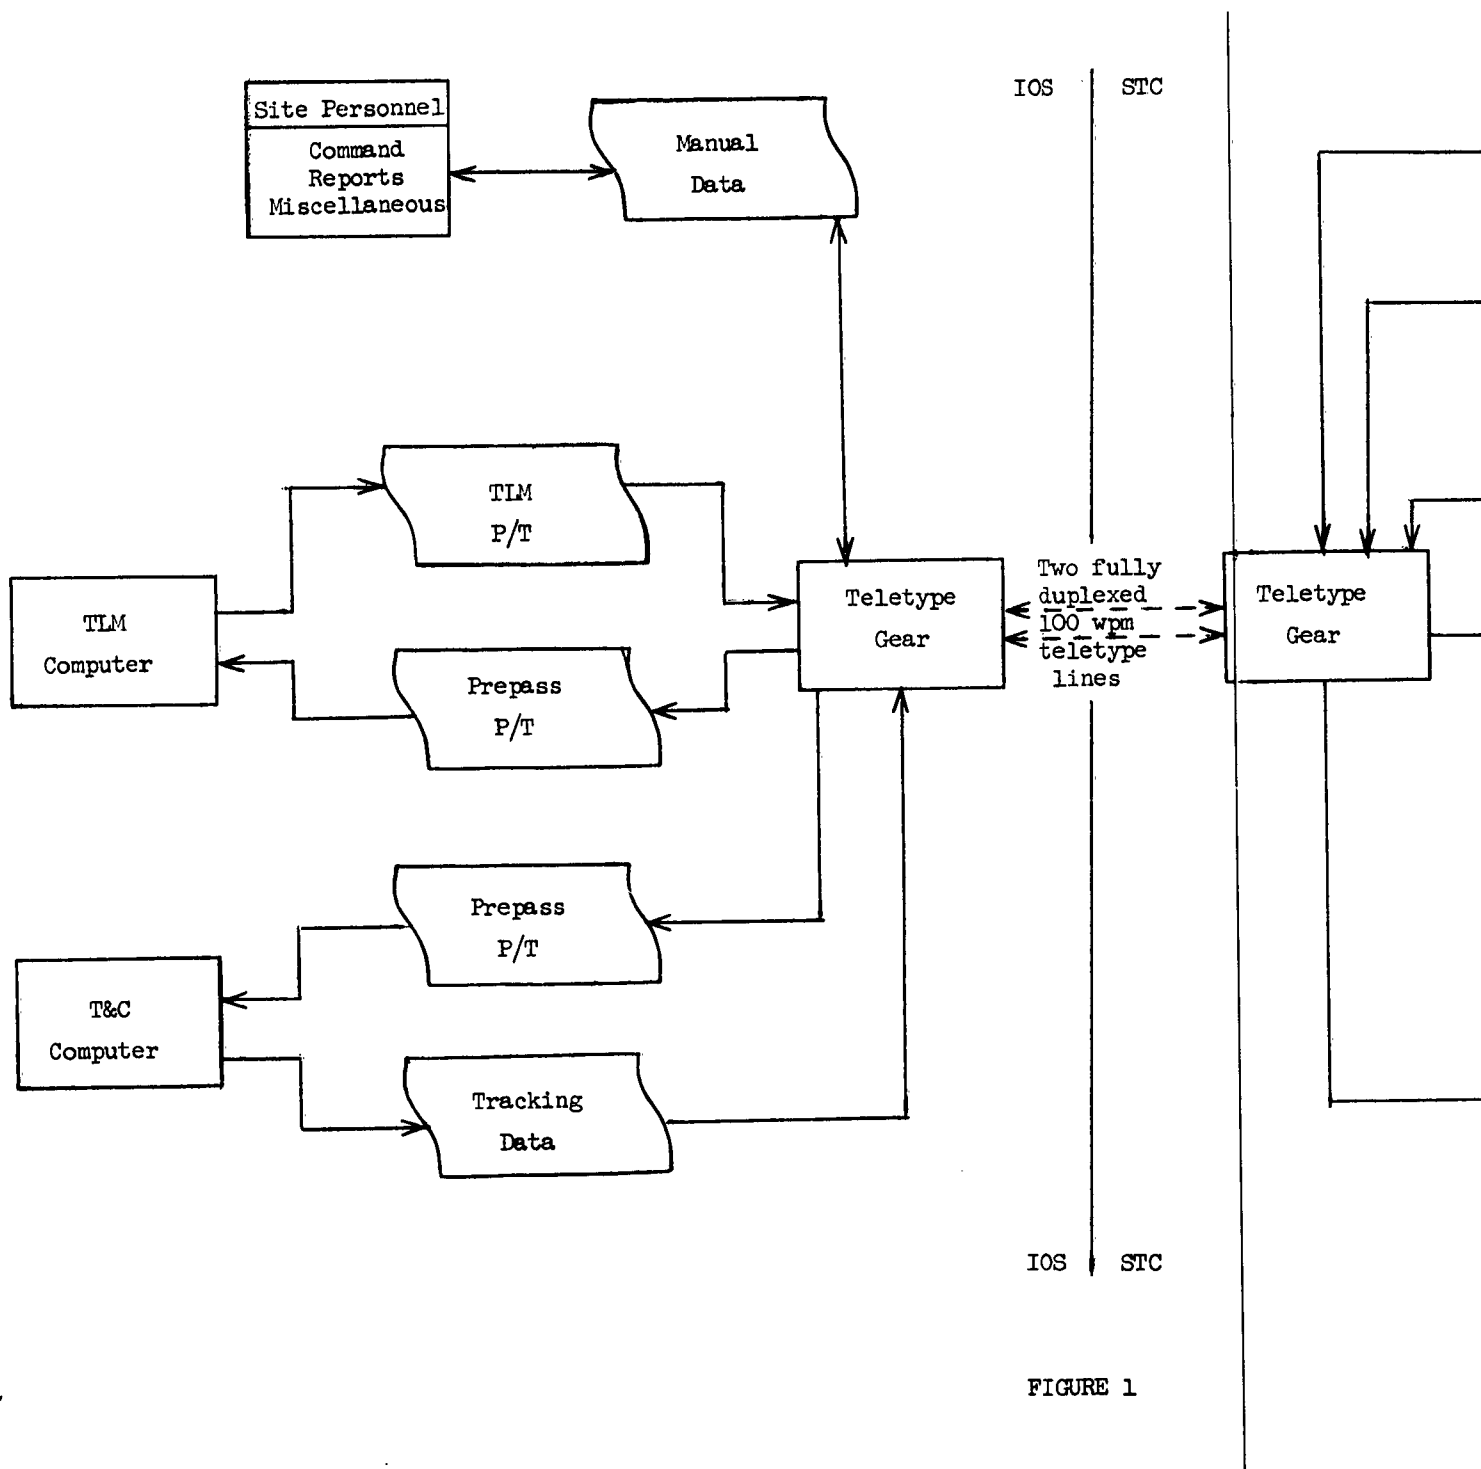 IOS STC
Site Personnel
Command
Reports
Miscellaneous
Manual
Data
TLM
P/T
TLM
Computer
Prepass
P/T
Teletype
Gear
Two fully
duplexed
100 wpm
teletype
lines
Teletype
Gear
Prepass
P/T
T&C
Computer
Tracking
Data
IOS STC
FIGURE 1